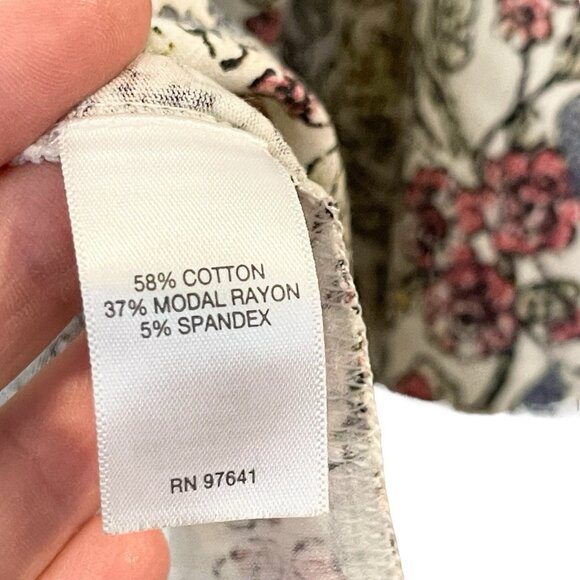 58% COTTON
37% MODAL RAYON
5% SPANDEX
RN 97641